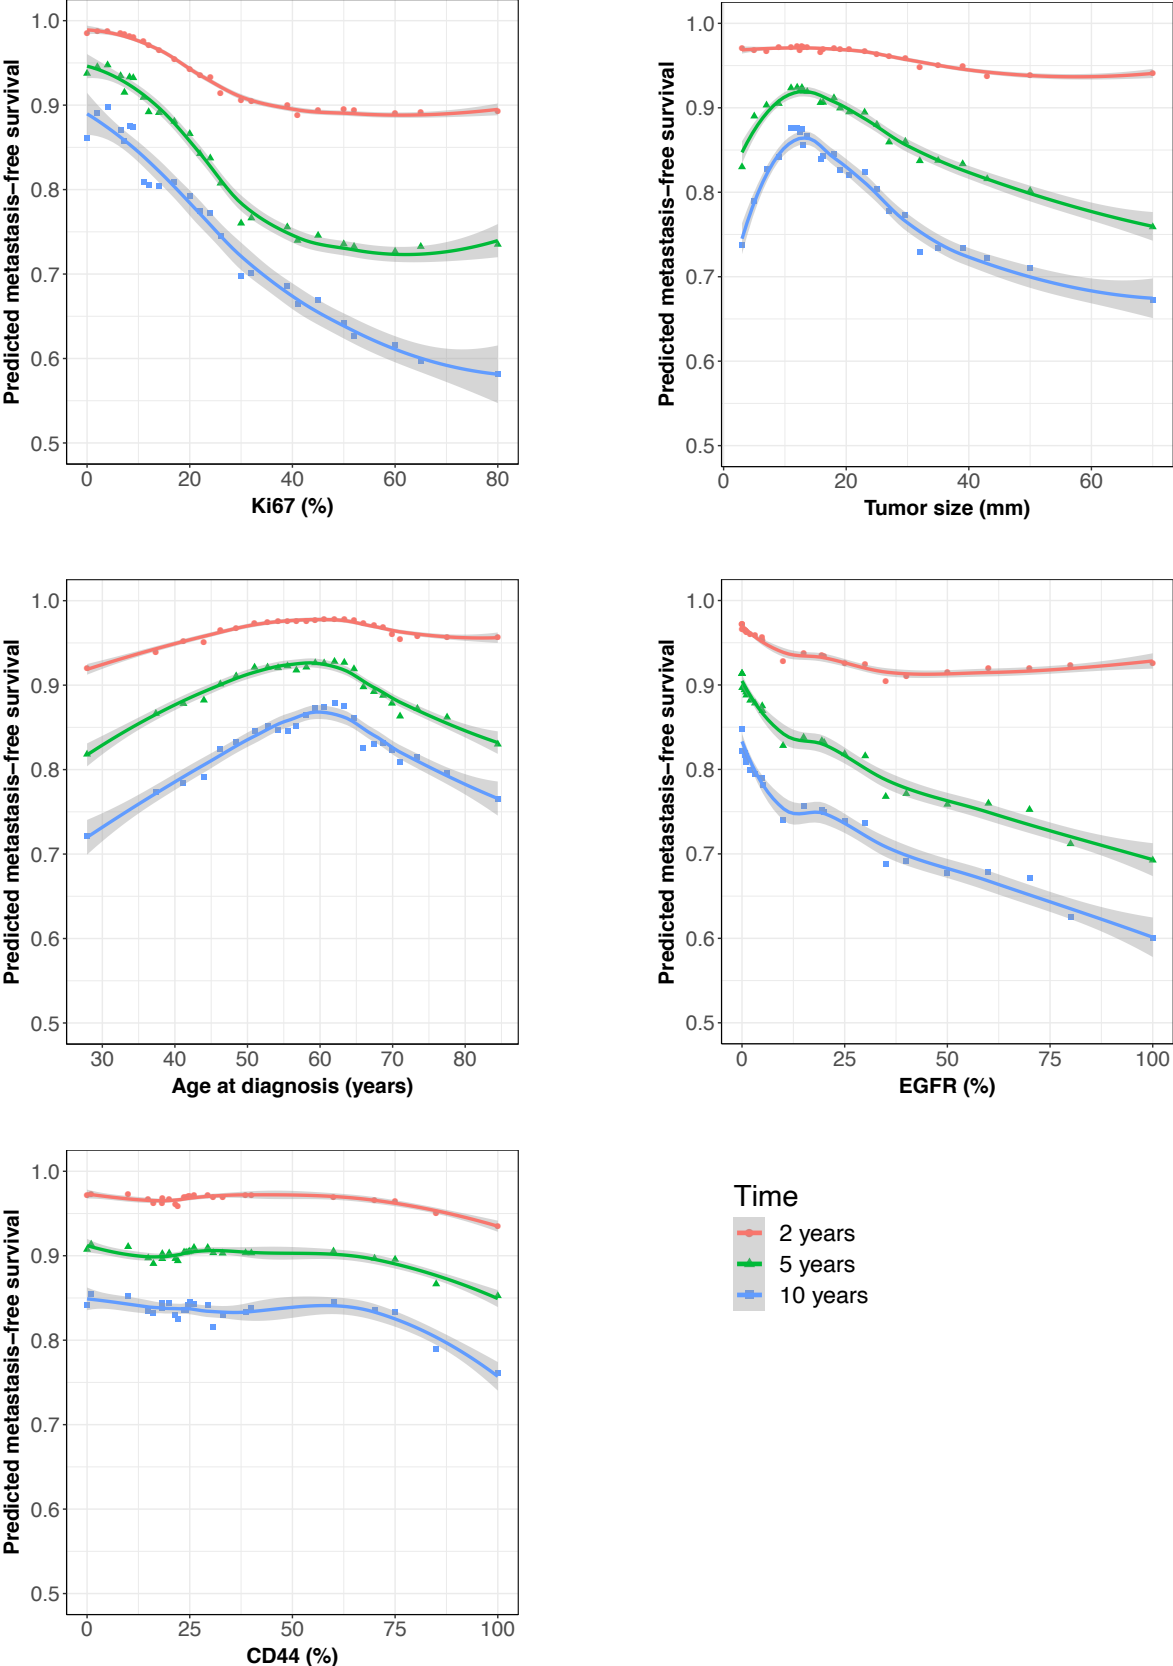 Predicted metastasis−free survival
1.0
0.9
0.8
0.7
0.6
0.5
0 20 40 60 80
Ki67 (%)
Predicted metastasis−free survival
1.0
0.9
0.8
0.7
0.6
0.5
0 20 40 60
Tumor size (mm)
Predicted metastasis−free survival
1.0
0.9
0.8
0.7
0.6
0.5
30 40 50 60 70 80
Age at diagnosis (years)
Predicted metastasis−free survival
1.0
0.9
0.8
0.7
0.6
0.5
0 25 50 75 100
EGFR (%)
Predicted metastasis−free survival
1.0
0.9
0.8
0.7
0.6
0.5
0 25 50 75 100
CD44 (%)
Time
2 years
5 years
10 years